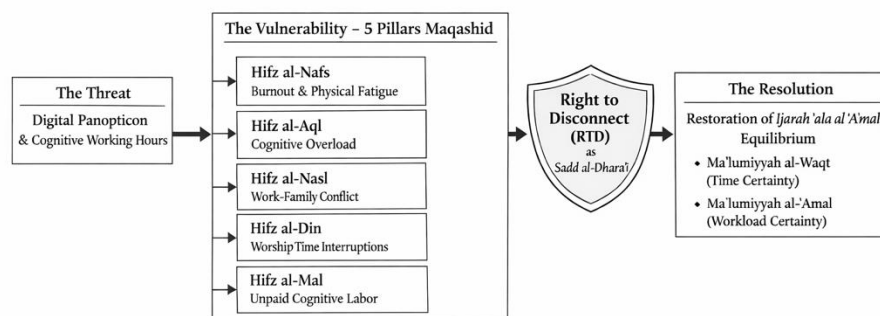 The Threat
Digital Panopticon
& Cognitive Working Hours
The Vulnerability – 5 Pillars Maqashid
Hifz al-Nafs
Burnout & Physical Fatigue
Hifz al-Aql
Cognitive Overload
Hifz al-Nasl
Work-Family Conflict
Hifz al-Din
Worship Time Interruptions
Hifz al-Mal
Unpaid Cognitive Labor
Right to
Disconnect
(RTD)
as
Sadd al-Dhara'i
The Resolution
Restoration of Ijarah 'ala al 'Amah
Equilibrium
• Ma'lumiyyah al-Waqt
(Time Certainty)
• Ma'lumiyyah al-'Amal
(Workload Certainty)